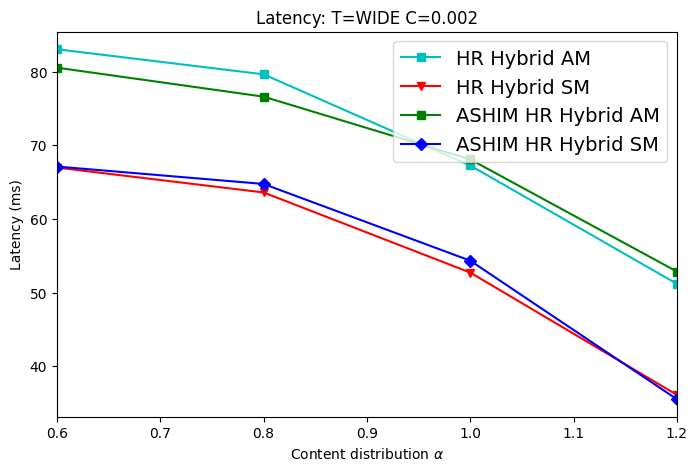 Latency: T=WIDE C=0.002
HR Hybrid AM
HR Hybrid SM
ASHIM HR Hybrid AM
ASHIM HR Hybrid SM
80
70
60
50
40
Latency (ms)
0.6 0.7 0.8 0.9 1.0 1.1 1.2
Content distribution α